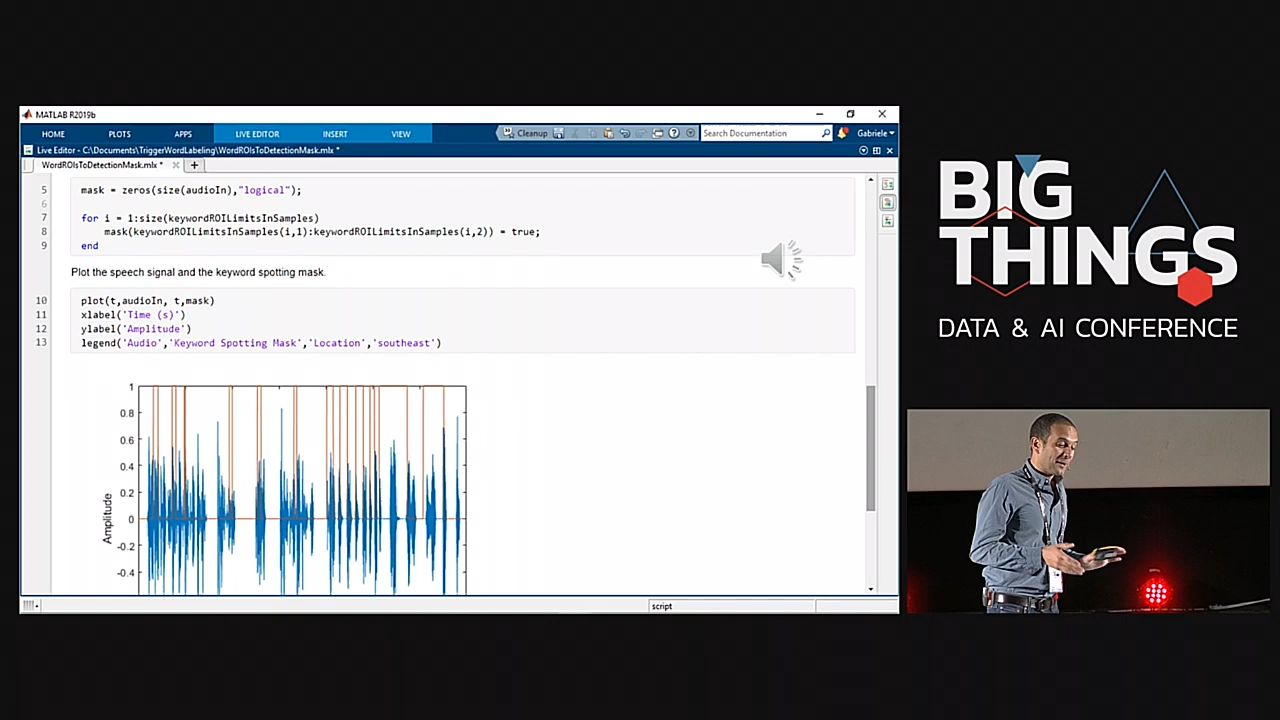 MATLAB R2019b
HOME PLOTS APPS LIVE EDITOR INSERT VIEW Cleanup Search Documentation Gabriele
Live Editor - C:\Documents\TriggerWordLabeling\WordROIsToDetectionMask.mlx *
WordROIsToDetectionMask.mlx * × +
5 mask = zeros(size(audioIn),"logical");
6
7 for i = 1:size(keywordROILimitsInSamples)
8 mask(keywordROILimitsInSamples(i,1):keywordROILimitsInSamples(i,2)) = true;
9 end
Plot the speech signal and the keyword spotting mask.
10 plot(t,audioIn, t,mask)
11 xlabel('Time (s)')
12 ylabel('Amplitude')
13 legend('Audio','Keyword Spotting Mask','Location','southeast')
1
0.8
0.6
0.4
0.2
0
-0.2
-0.4
Amplitude
script
BIG
THINGS
DATA & AI CONFERENCE